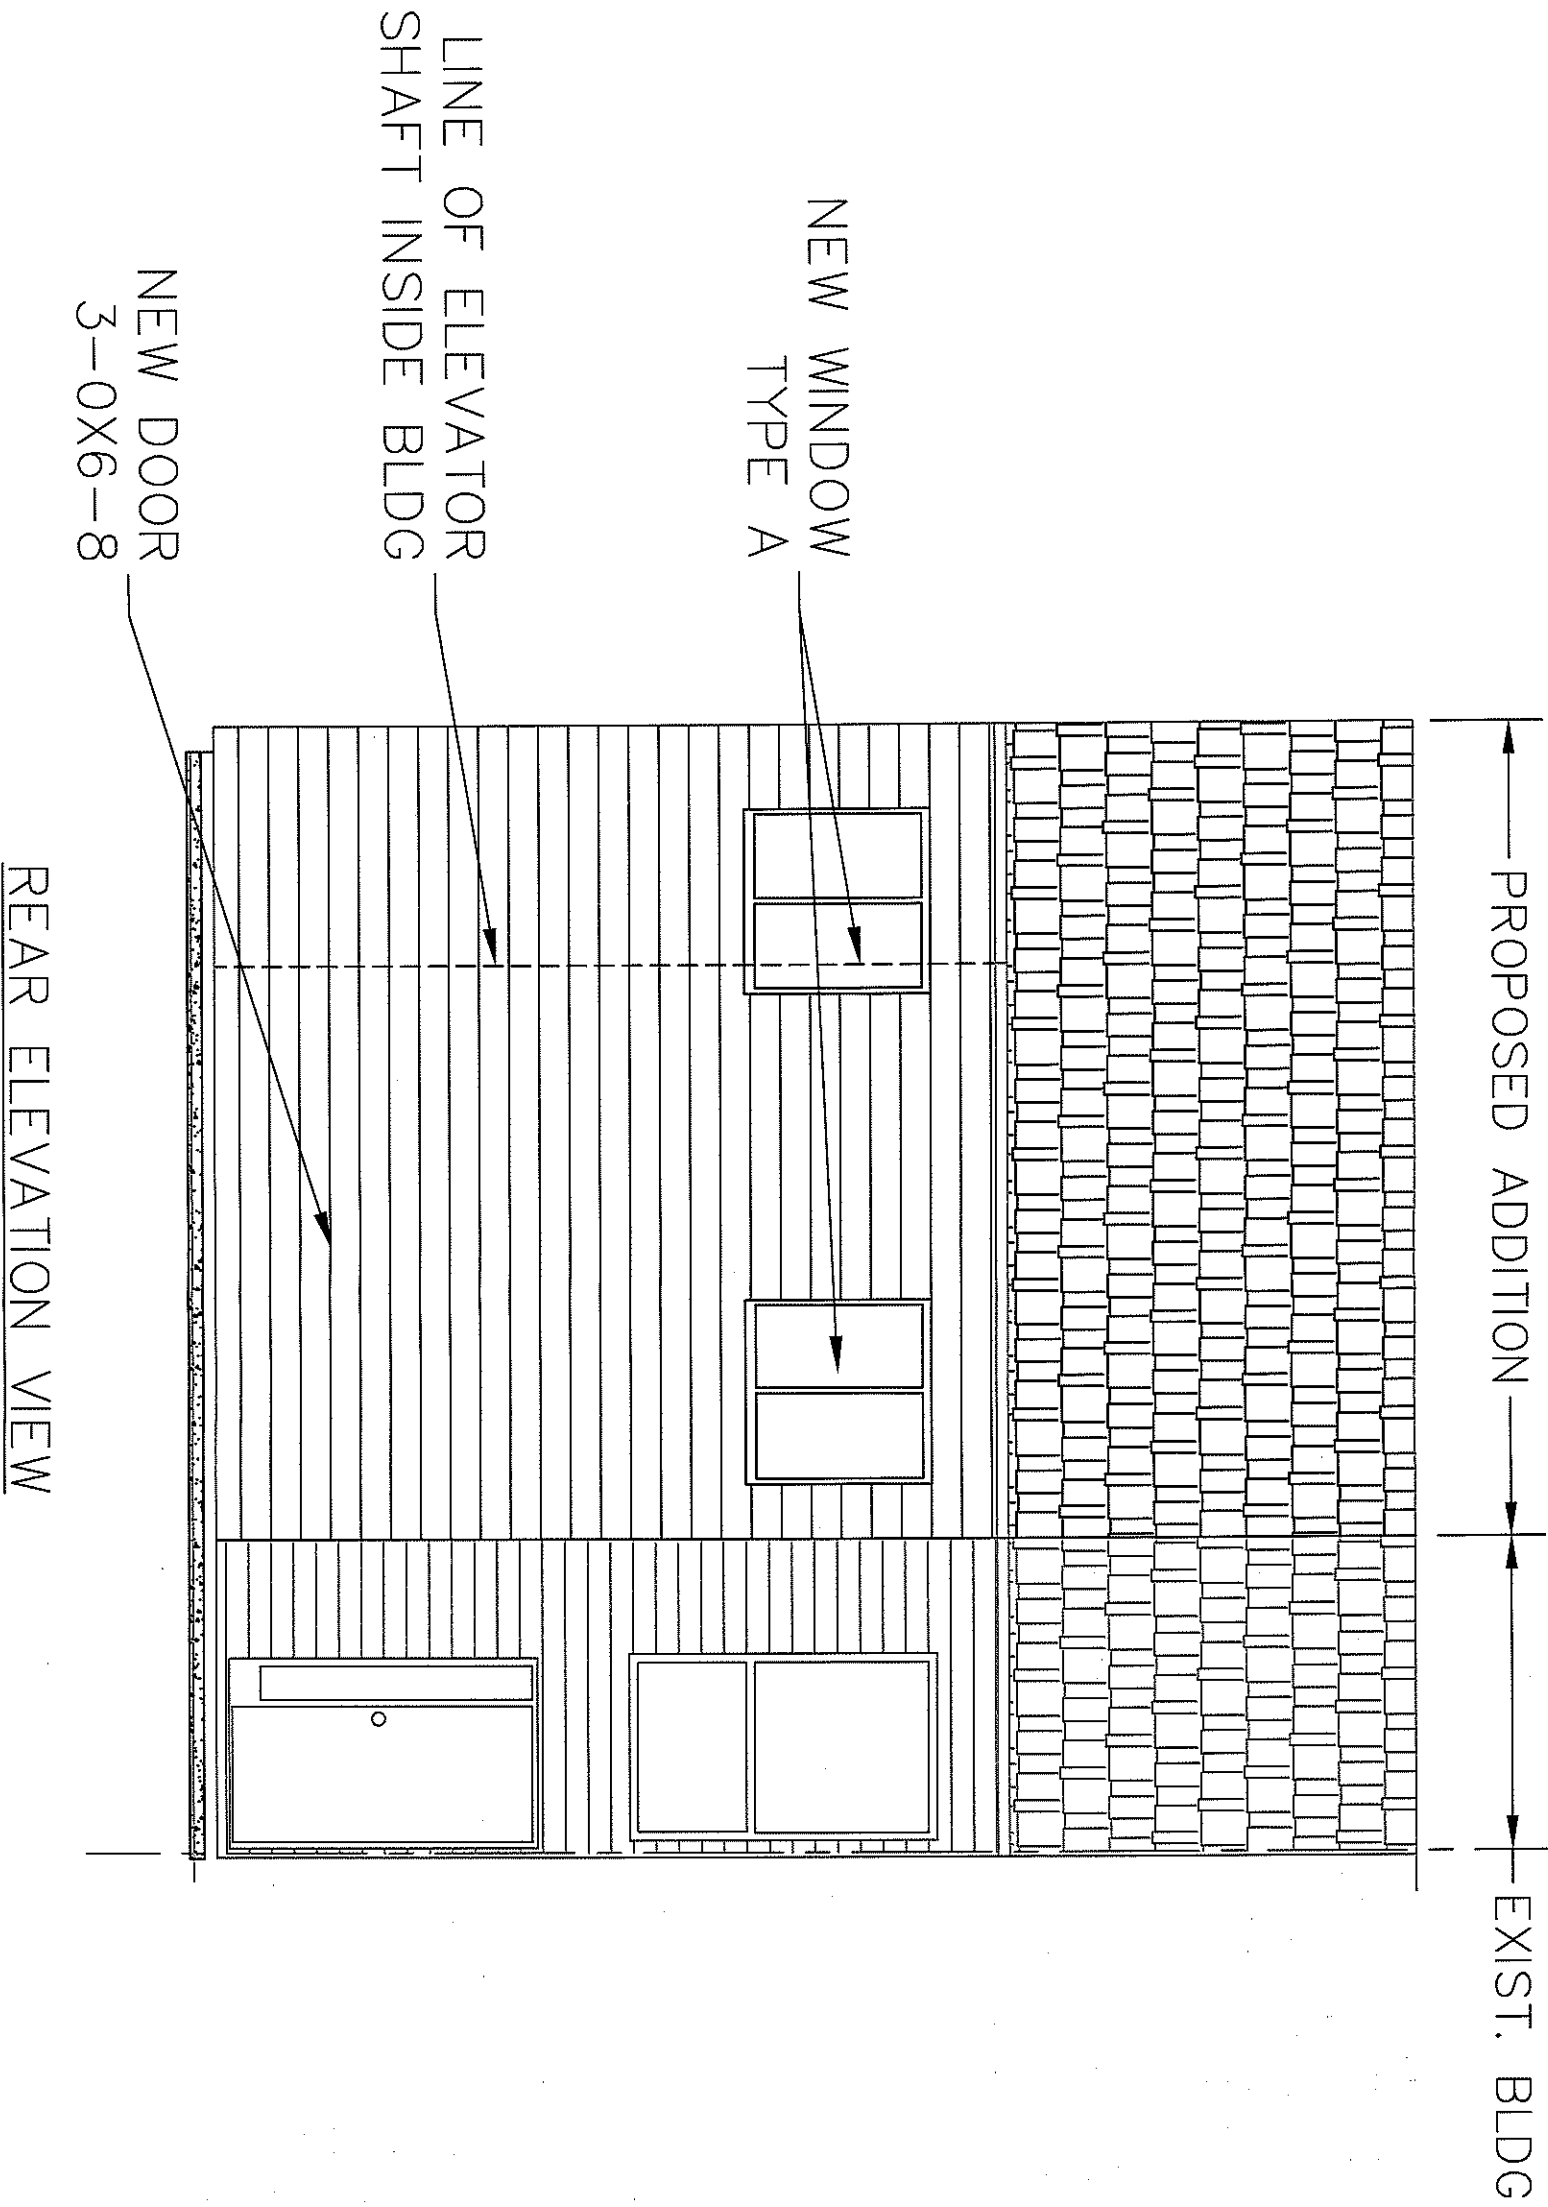 PROPOSED ADDITION
EXIST. BLDG
NEW WINDOW
TYPE A
LINE OF ELEVATOR
SHAFT INSIDE BLDG
NEW DOOR
3-0X6-8
REAR ELEVATION VIEW